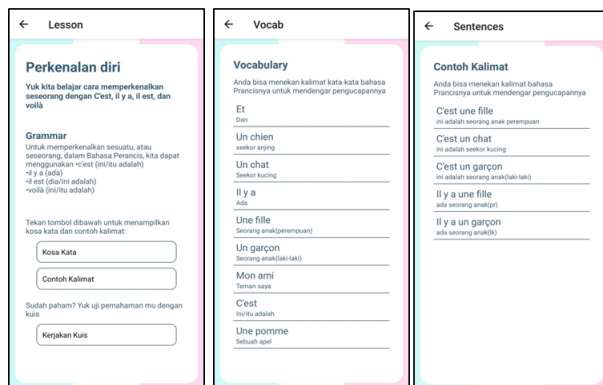 Lesson
Perkenalan diri
Yuk kita belajar cara memperkenalkan
seseorang dengan C'est, il y a, il est, dan
voilà
Grammar
Untuk memperkenalkan sesuatu, atau
seseorang, dalam Bahasa Perancis, kita dapat
menggunakan •c'est (ini/itu adalah)
•il y a (ada)
•il est (dia/ini adalah)
•voilà (ini/itu adalah)
Tekan tombol dibawah untuk menampilkan
kosa kata dan contoh kalimat:
Kosa Kata
Contoh Kalimat
Sudah paham? Yuk uji pemahaman mu dengan
kuis
Kerjakan Kuis
Vocab
Vocabulary
Anda bisa menekan kalimat kata-kata bahasa
Prancisnya untuk mendengar pengucapannya
Et
Dan
Un chien
seekor anjing
Un chat
Seekor kucing
Il y a
Ada
Une fille
Seorang anak(perempuan)
Un garçon
Seorang anak(laki-laki)
Mon ami
Teman saya
C'est
Ini/itu adalah
Une pomme
Sebuah apel
Sentences
Contoh Kalimat
Anda bisa menekan kalimat bahasa
Prancisnya untuk mendengar pengucapannya
C'est une fille
ini adalah seorang anak perempuan
C'est un chat
ini adalah seekor kucing
C'est un garçon
ini adalah seorang anak(laki-laki)
Il y a une fille
ada seorang anak(pr)
Il y a un garçon
ada seorang anak(lk)